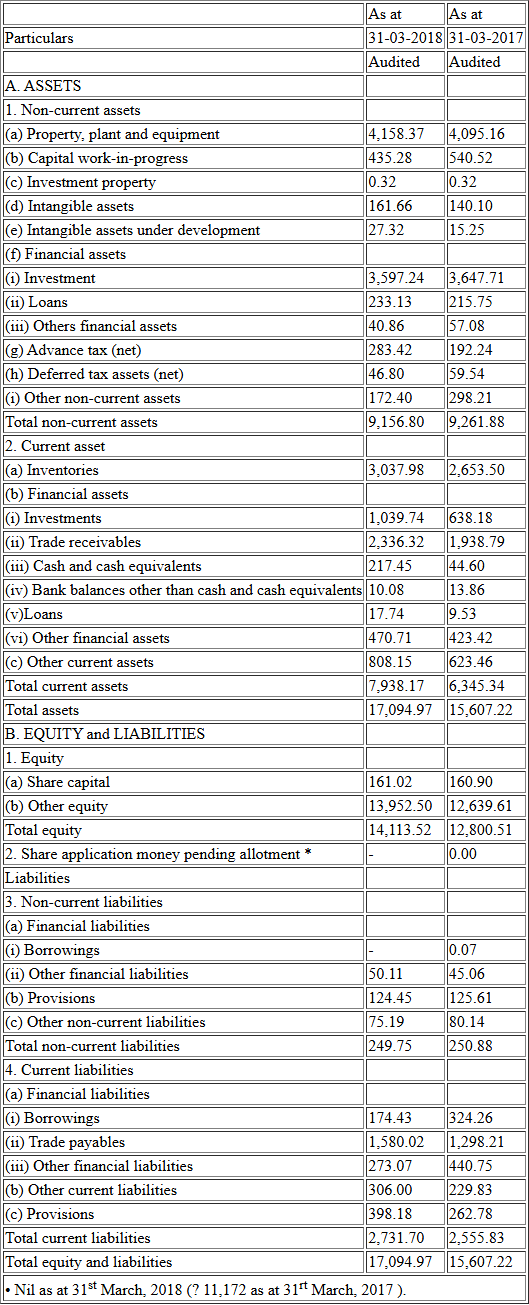 As at As at
Particulars 31-03-2018 31-03-2017
Audited Audited
A. ASSETS
1. Non-current assets
(a) Property, plant and equipment 4,158.37 4,095.16
(b) Capital work-in-progress 435.28 540.52
(c) Investment property 0.32 0.32
(d) Intangible assets 161.66 140.10
(e) Intangible assets under development 27.32 15.25
(f) Financial assets
(i) Investment 3,597.24 3,647.71
(ii) Loans 233.13 215.75
(iii) Others financial assets 40.86 57.08
(g) Advance tax (net) 283.42 192.24
(h) Deferred tax assets (net) 46.80 59.54
(i) Other non-current assets 172.40 298.21
Total non-current assets 9,156.80 9,261.88
2. Current asset
(a) Inventories 3,037.98 2,653.50
(b) Financial assets
(i) Investments 1,039.74 638.18
(ii) Trade receivables 2,336.32 1,938.79
(iii) Cash and cash equivalents 217.45 44.60
(iv) Bank balances other than cash and cash equivalents 10.08 13.86
(v)Loans 17.74 9.53
(vi) Other financial assets 470.71 423.42
(c) Other current assets 808.15 623.46
Total current assets 7,938.17 6,345.34
Total assets 17,094.97 15,607.22
B. EQUITY and LIABILITIES
1. Equity
(a) Share capital 161.02 160.90
(b) Other equity 13,952.50 12,639.61
Total equity 14,113.52 12,800.51
2. Share application money pending allotment * - 0.00
Liabilities
3. Non-current liabilities
(a) Financial liabilities
(i) Borrowings - 0.07
(ii) Other financial liabilities 50.11 45.06
(b) Provisions 124.45 125.61
(c) Other non-current liabilities 75.19 80.14
Total non-current liabilities 249.75 250.88
4. Current liabilities
(a) Financial liabilities
(i) Borrowings 174.43 324.26
(ii) Trade payables 1,580.02 1,298.21
(iii) Other financial liabilities 273.07 440.75
(b) Other current liabilities 306.00 229.83
(c) Provisions 398.18 262.78
Total current liabilities 2,731.70 2,555.83
Total equity and liabilities 17,094.97 15,607.22
• Nil as at 31st March, 2018 (? 11,172 as at 31rt March, 2017 ).